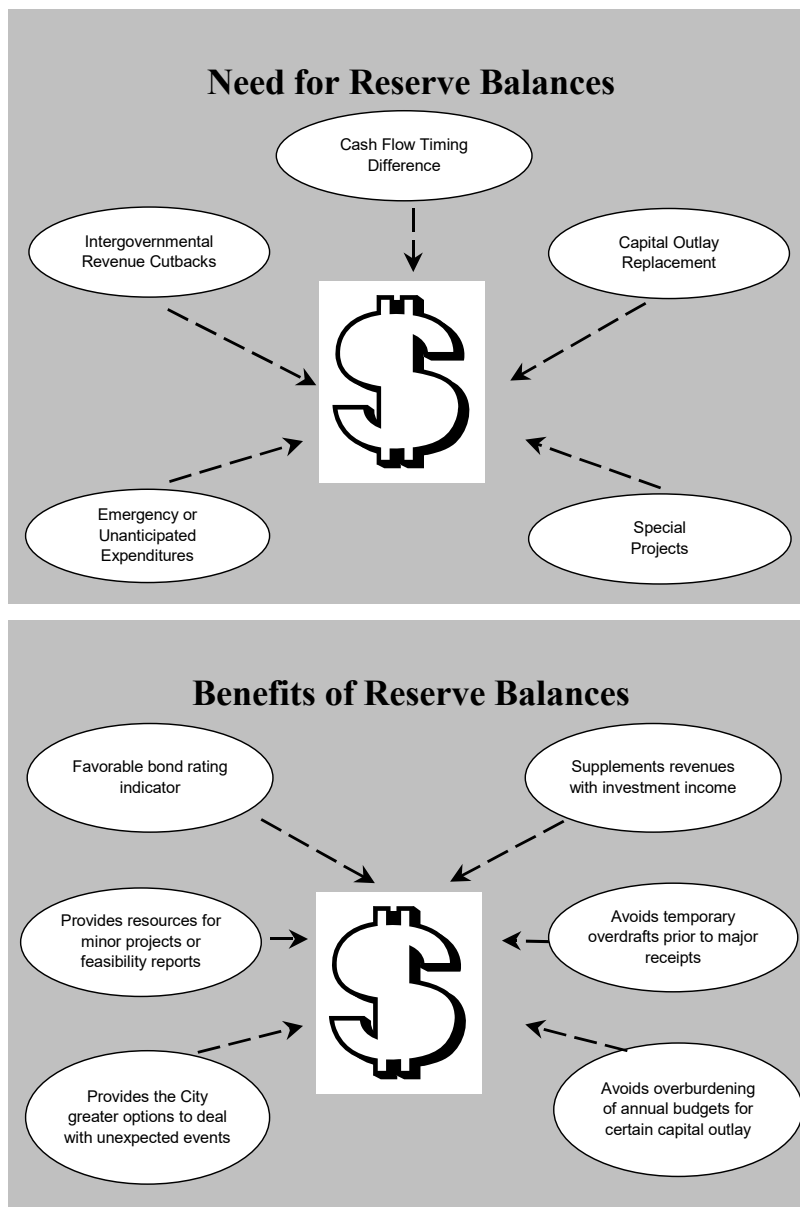 Need for Reserve Balances
Cash Flow Timing
Difference
Intergovernmental
Revenue Cutbacks
Capital Outlay
Replacement
$
Emergency or
Unanticipated
Expenditures
Special
Projects
Benefits of Reserve Balances
Favorable bond rating
indicator
Supplements revenues
with investment income
Provides resources for
minor projects or
feasibility reports
$
Avoids temporary
overdrafts prior to major
receipts
Provides the City
greater options to deal
with unexpected events
Avoids overburdening
of annual budgets for
certain capital outlay